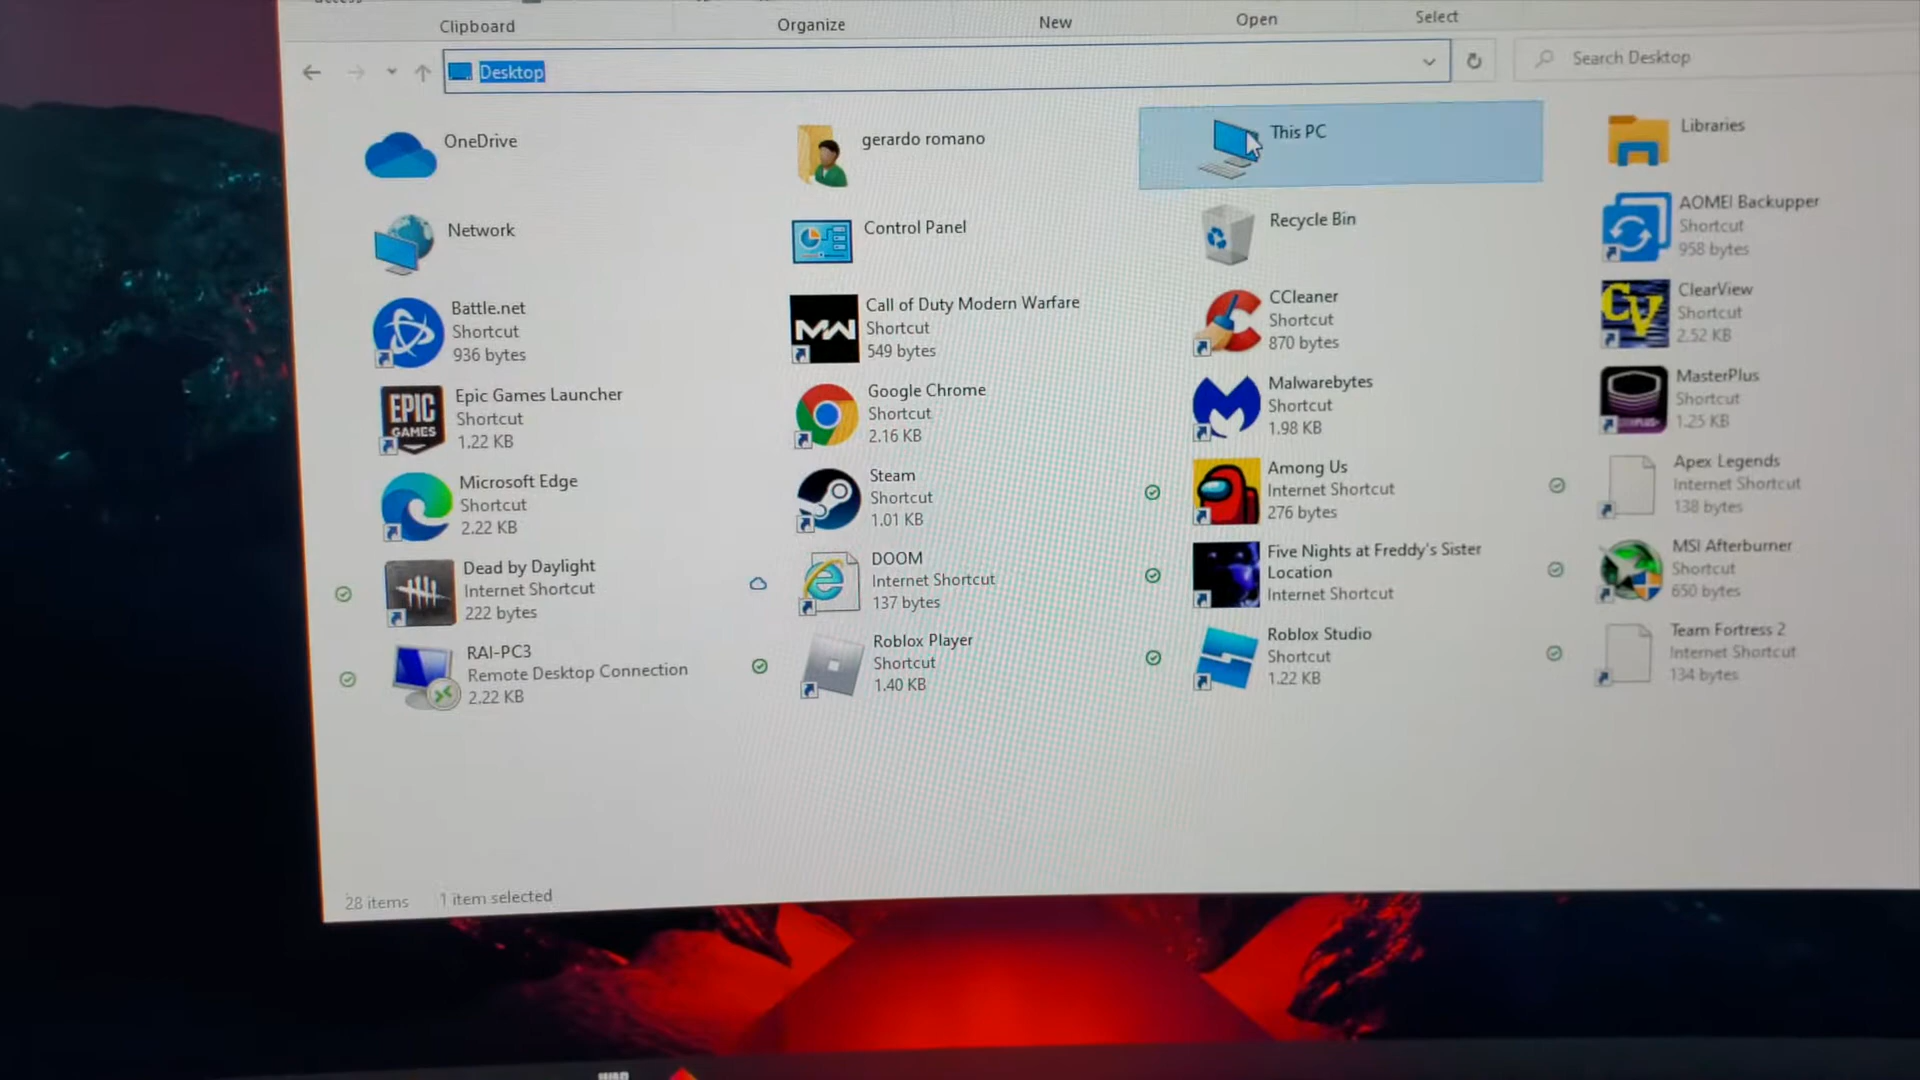 Clipboard
Organize
New
Open
Select
Desktop
Search Desktop
OneDrive
gerardo romano
This PC
Libraries
Network
Control Panel
Recycle Bin
AOMEI Backupper
Shortcut
958 bytes
Battle.net
Shortcut
936 bytes
MW
Call of Duty Modern Warfare
Shortcut
549 bytes
CCleaner
Shortcut
870 bytes
CV
ClearView
Shortcut
2.52 KB
EPIC
GAMES
Epic Games Launcher
Shortcut
1.22 KB
Google Chrome
Shortcut
2.16 KB
Malwarebytes
Shortcut
1.98 KB
MasterPlus
Shortcut
1.25 KB
Microsoft Edge
Shortcut
2.22 KB
Steam
Shortcut
1.01 KB
Among Us
Internet Shortcut
276 bytes
Apex Legends
Internet Shortcut
138 bytes
Dead by Daylight
Internet Shortcut
222 bytes
DOOM
Internet Shortcut
137 bytes
Five Nights at Freddy's Sister
Location
Internet Shortcut
MSI Afterburner
Shortcut
650 bytes
RAI-PC3
Remote Desktop Connection
2.22 KB
Roblox Player
Shortcut
1.40 KB
Roblox Studio
Shortcut
1.22 KB
Team Fortress 2
Internet Shortcut
134 bytes
28 items
1 item selected